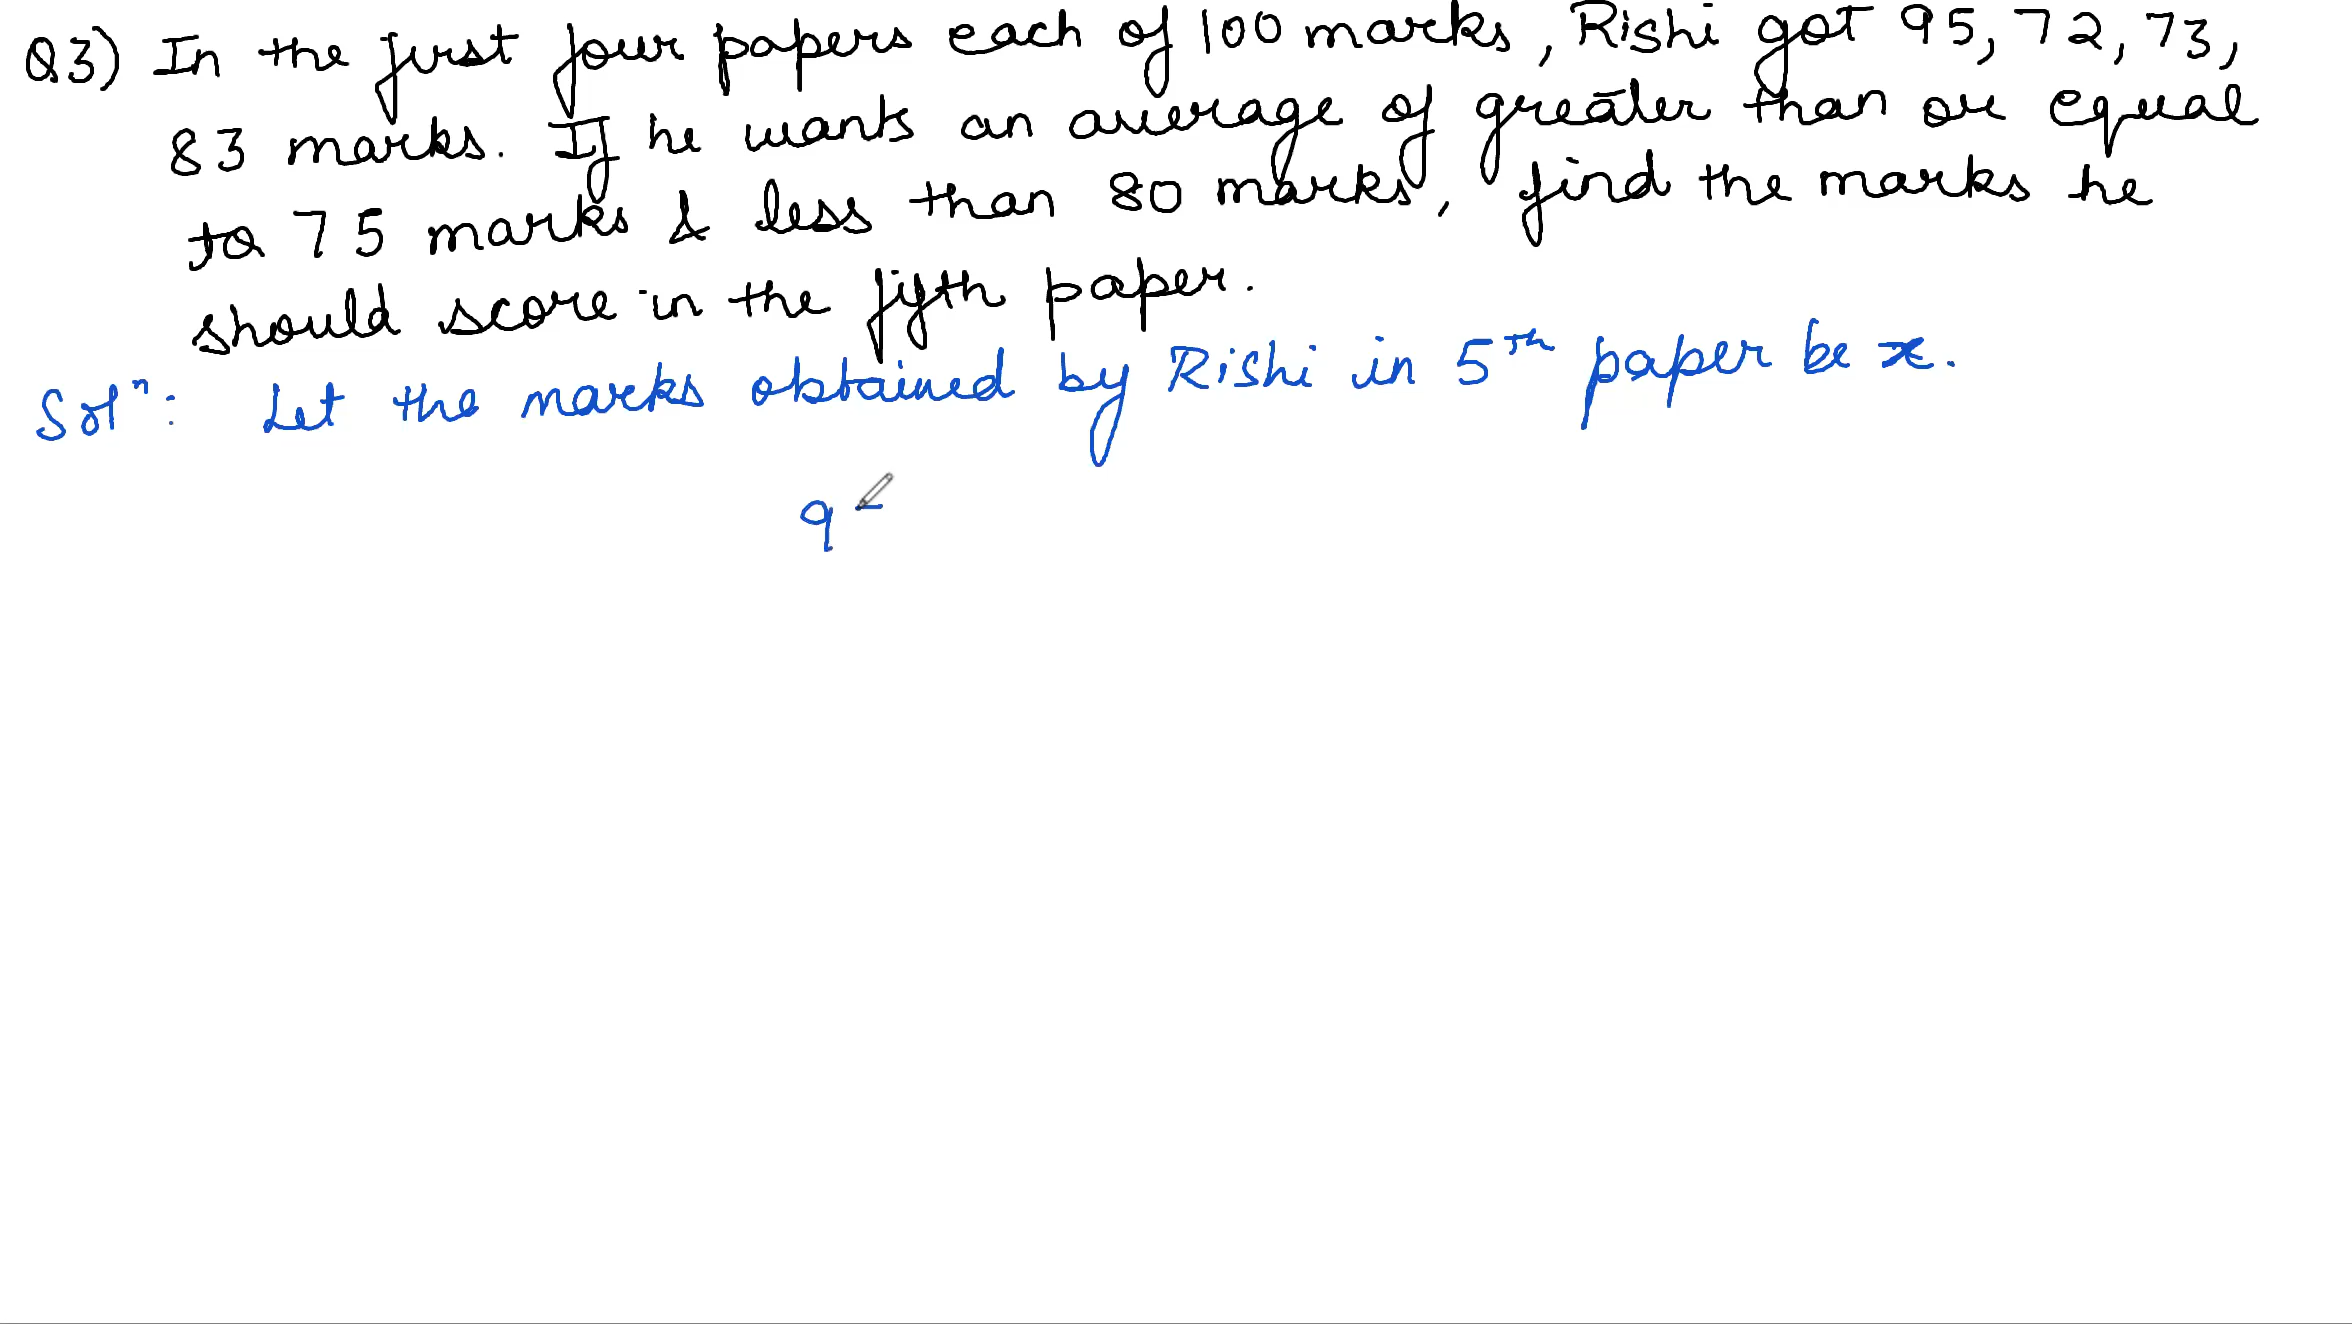 Q3) In the first four papers each of 100 marks, Rishi got 95, 72, 73,
83 marks. If he wants an average of greater than or equal
to 75 marks & less than 80 marks, find the marks he
should score in the fifth paper.
Solⁿ: Let the marks obtained by Rishi in 5th paper be x.
9